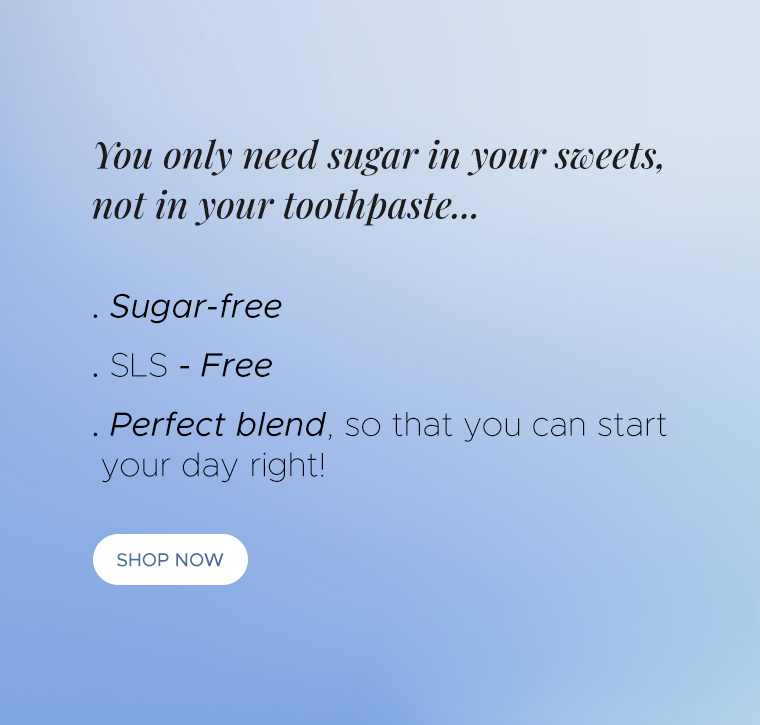 You only need sugar in your sweets,
not in your toothpaste...
. Sugar-free
. SLS - Free
. Perfect blend, so that you can start
your day right!
SHOP NOW